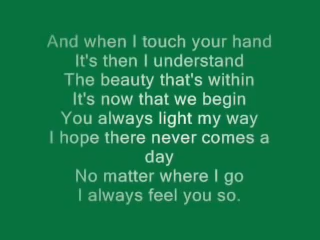 And when I touch your hand
It's then I understand
The beauty that's within
It's now that we begin
You always light my way
I hope there never comes a
day
No matter where I go
I always feel you so.